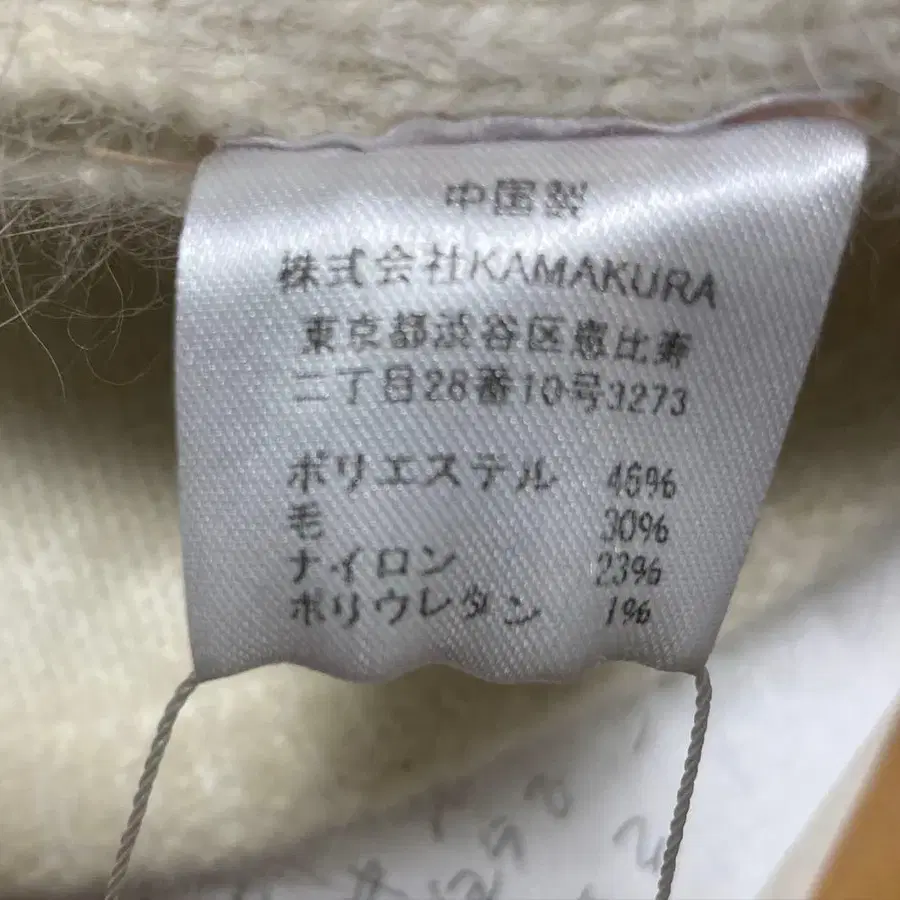 中国製
株式会社KAMAKURA
東京都渋谷区恵比寿
二丁目28番10号3273
ポリエステル 46%
毛 30%
ナイロン 23%
ポリウレタン 1%